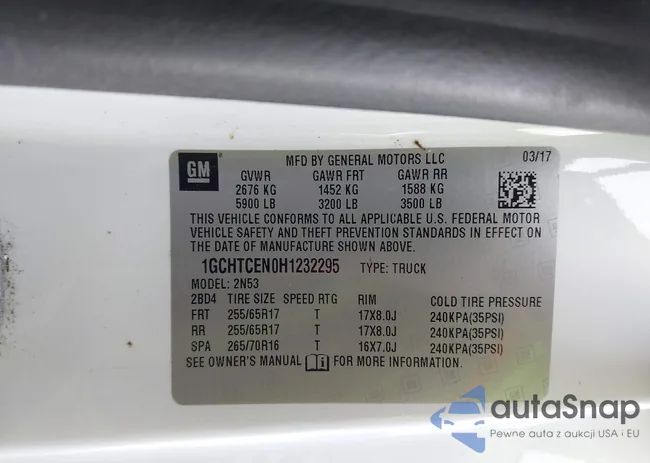 GM
MFD BY GENERAL MOTORS LLC 03/17
GVWR GAWR FRT GAWR RR
2676 KG 1452 KG 1588 KG
5900 LB 3200 LB 3500 LB
THIS VEHICLE CONFORMS TO ALL APPLICABLE U.S. FEDERAL MOTOR
VEHICLE SAFETY AND THEFT PREVENTION STANDARDS IN EFFECT ON
THE DATE OF MANUFACTURE SHOWN ABOVE.
1GCHTCEN0H1232295 TYPE: TRUCK
MODEL: 2N53
2BD4 TIRE SIZE SPEED RTG RIM COLD TIRE PRESSURE
FRT 255/65R17 T 17X8.0J 240KPA(35PSI)
RR 255/65R17 T 17X8.0J 240KPA(35PSI)
SPA 265/70R16 T 16X7.0J 240KPA(35PSI)
SEE OWNER'S MANUAL FOR MORE INFORMATION.
autaSnap
Pewne auta z aukcji USA i EU